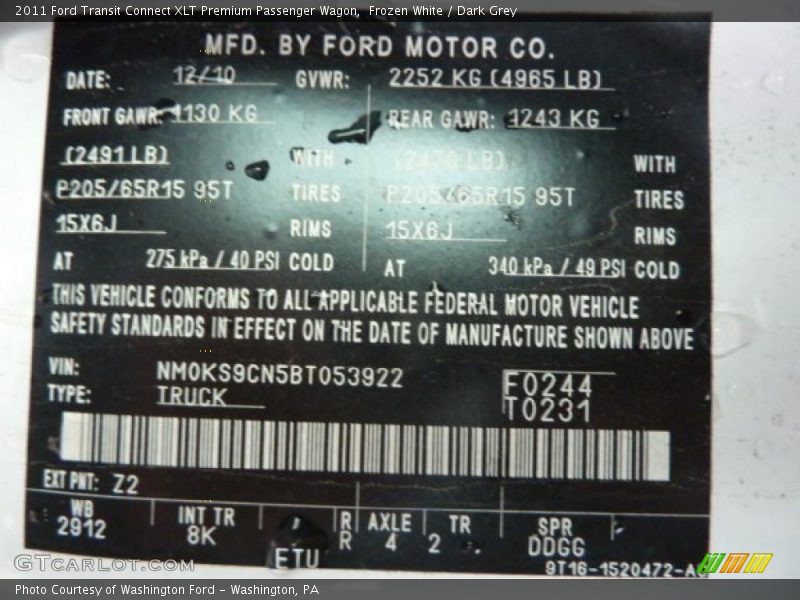 2011 Ford Transit Connect XLT Premium Passenger Wagon, Frozen White / Dark Grey
MFD. BY FORD MOTOR CO.
DATE: 12/10 GVWR: 2252 KG (4965 LB)
FRONT GAWR: 1130 KG REAR GAWR: 1243 KG
(2491 LB) WITH WITH
P205/65R15 95T TIRES P205/65R15 95T TIRES
15X6J RIMS 15X6J RIMS
AT 275 kPa / 40 PSI COLD AT 340 kPa / 49 PSI COLD
THIS VEHICLE CONFORMS TO ALL APPLICABLE FEDERAL MOTOR VEHICLE
SAFETY STANDARDS IN EFFECT ON THE DATE OF MANUFACTURE SHOWN ABOVE
VIN: NM0KS9CN5BT053922 F0244
TYPE: TRUCK T0231
EXT PNT: Z2
WB INT TR R AXLE TR SPR
2912 8K ETU R 4 2 DDGG
9T16-1520472-A
GTCARLOT.COM
Photo Courtesy of Washington Ford - Washington, PA